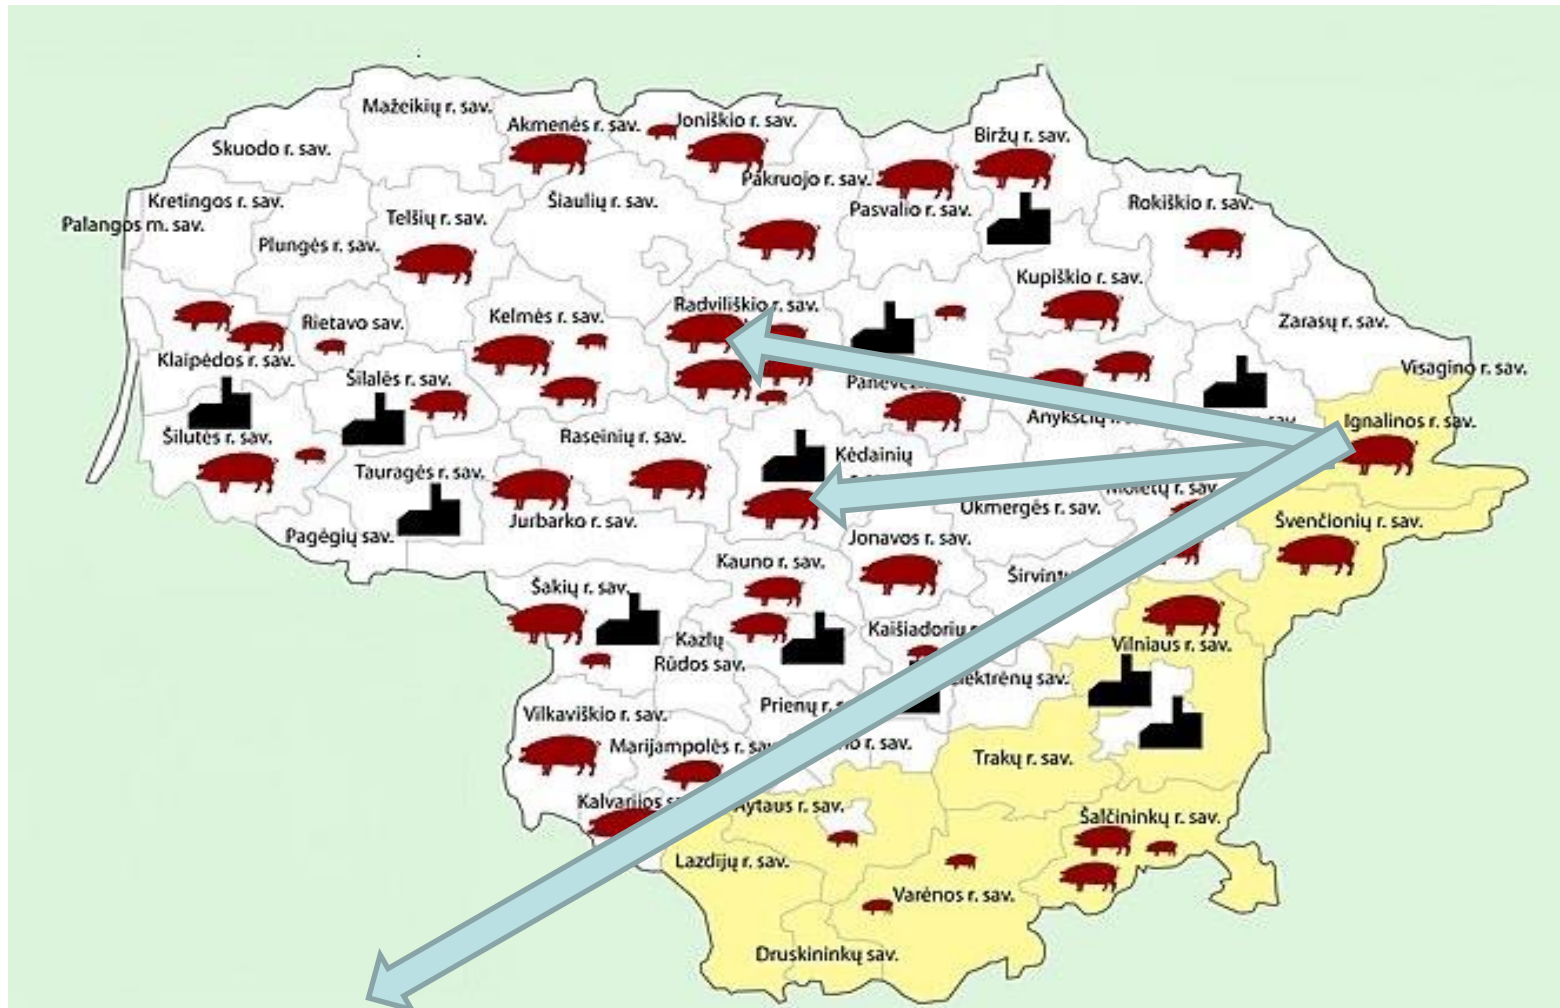 Mažeikių r. sav.
Akmenės r. sav.
Joniškio r. sav.
Biržų r. sav.
Skuodo r. sav.
Pakruojo r. sav.
Kretingos r. sav.
Šiaulių r. sav.
Pasvalio r. sav.
Rokiškio r. sav.
Palangos m. sav.
Telšių r. sav.
Plungės r. sav.
Kupiškio r. sav.
Radviliškio r. sav.
Rietavo sav.
Kelmės r. sav.
Zarasų r. sav.
Klaipėdos r. sav.
Visagino r. sav.
Šilalės r. sav.
Ignalinos r. sav.
Šilutės r. sav.
Raseinių r. sav.
Kėdainių
Tauragės r. sav.
Ukmergės r. sav.
Jurbarko r. sav.
Švenčionių r. sav.
Pagėgių sav.
Jonavos r. sav.
Kauno r. sav.
Šakių r. sav.
Kazlų
Rūdos sav.
Vilniaus r. sav.
Prienų r.
Vilkaviškio r. sav.
Marijampolės r.
r. sav.
Trakų r. sav.
r. sav.
Šalčininkų r. sav.
Lazdijų r. sav.
Varėnos r. sav.
Druskininkų sav.